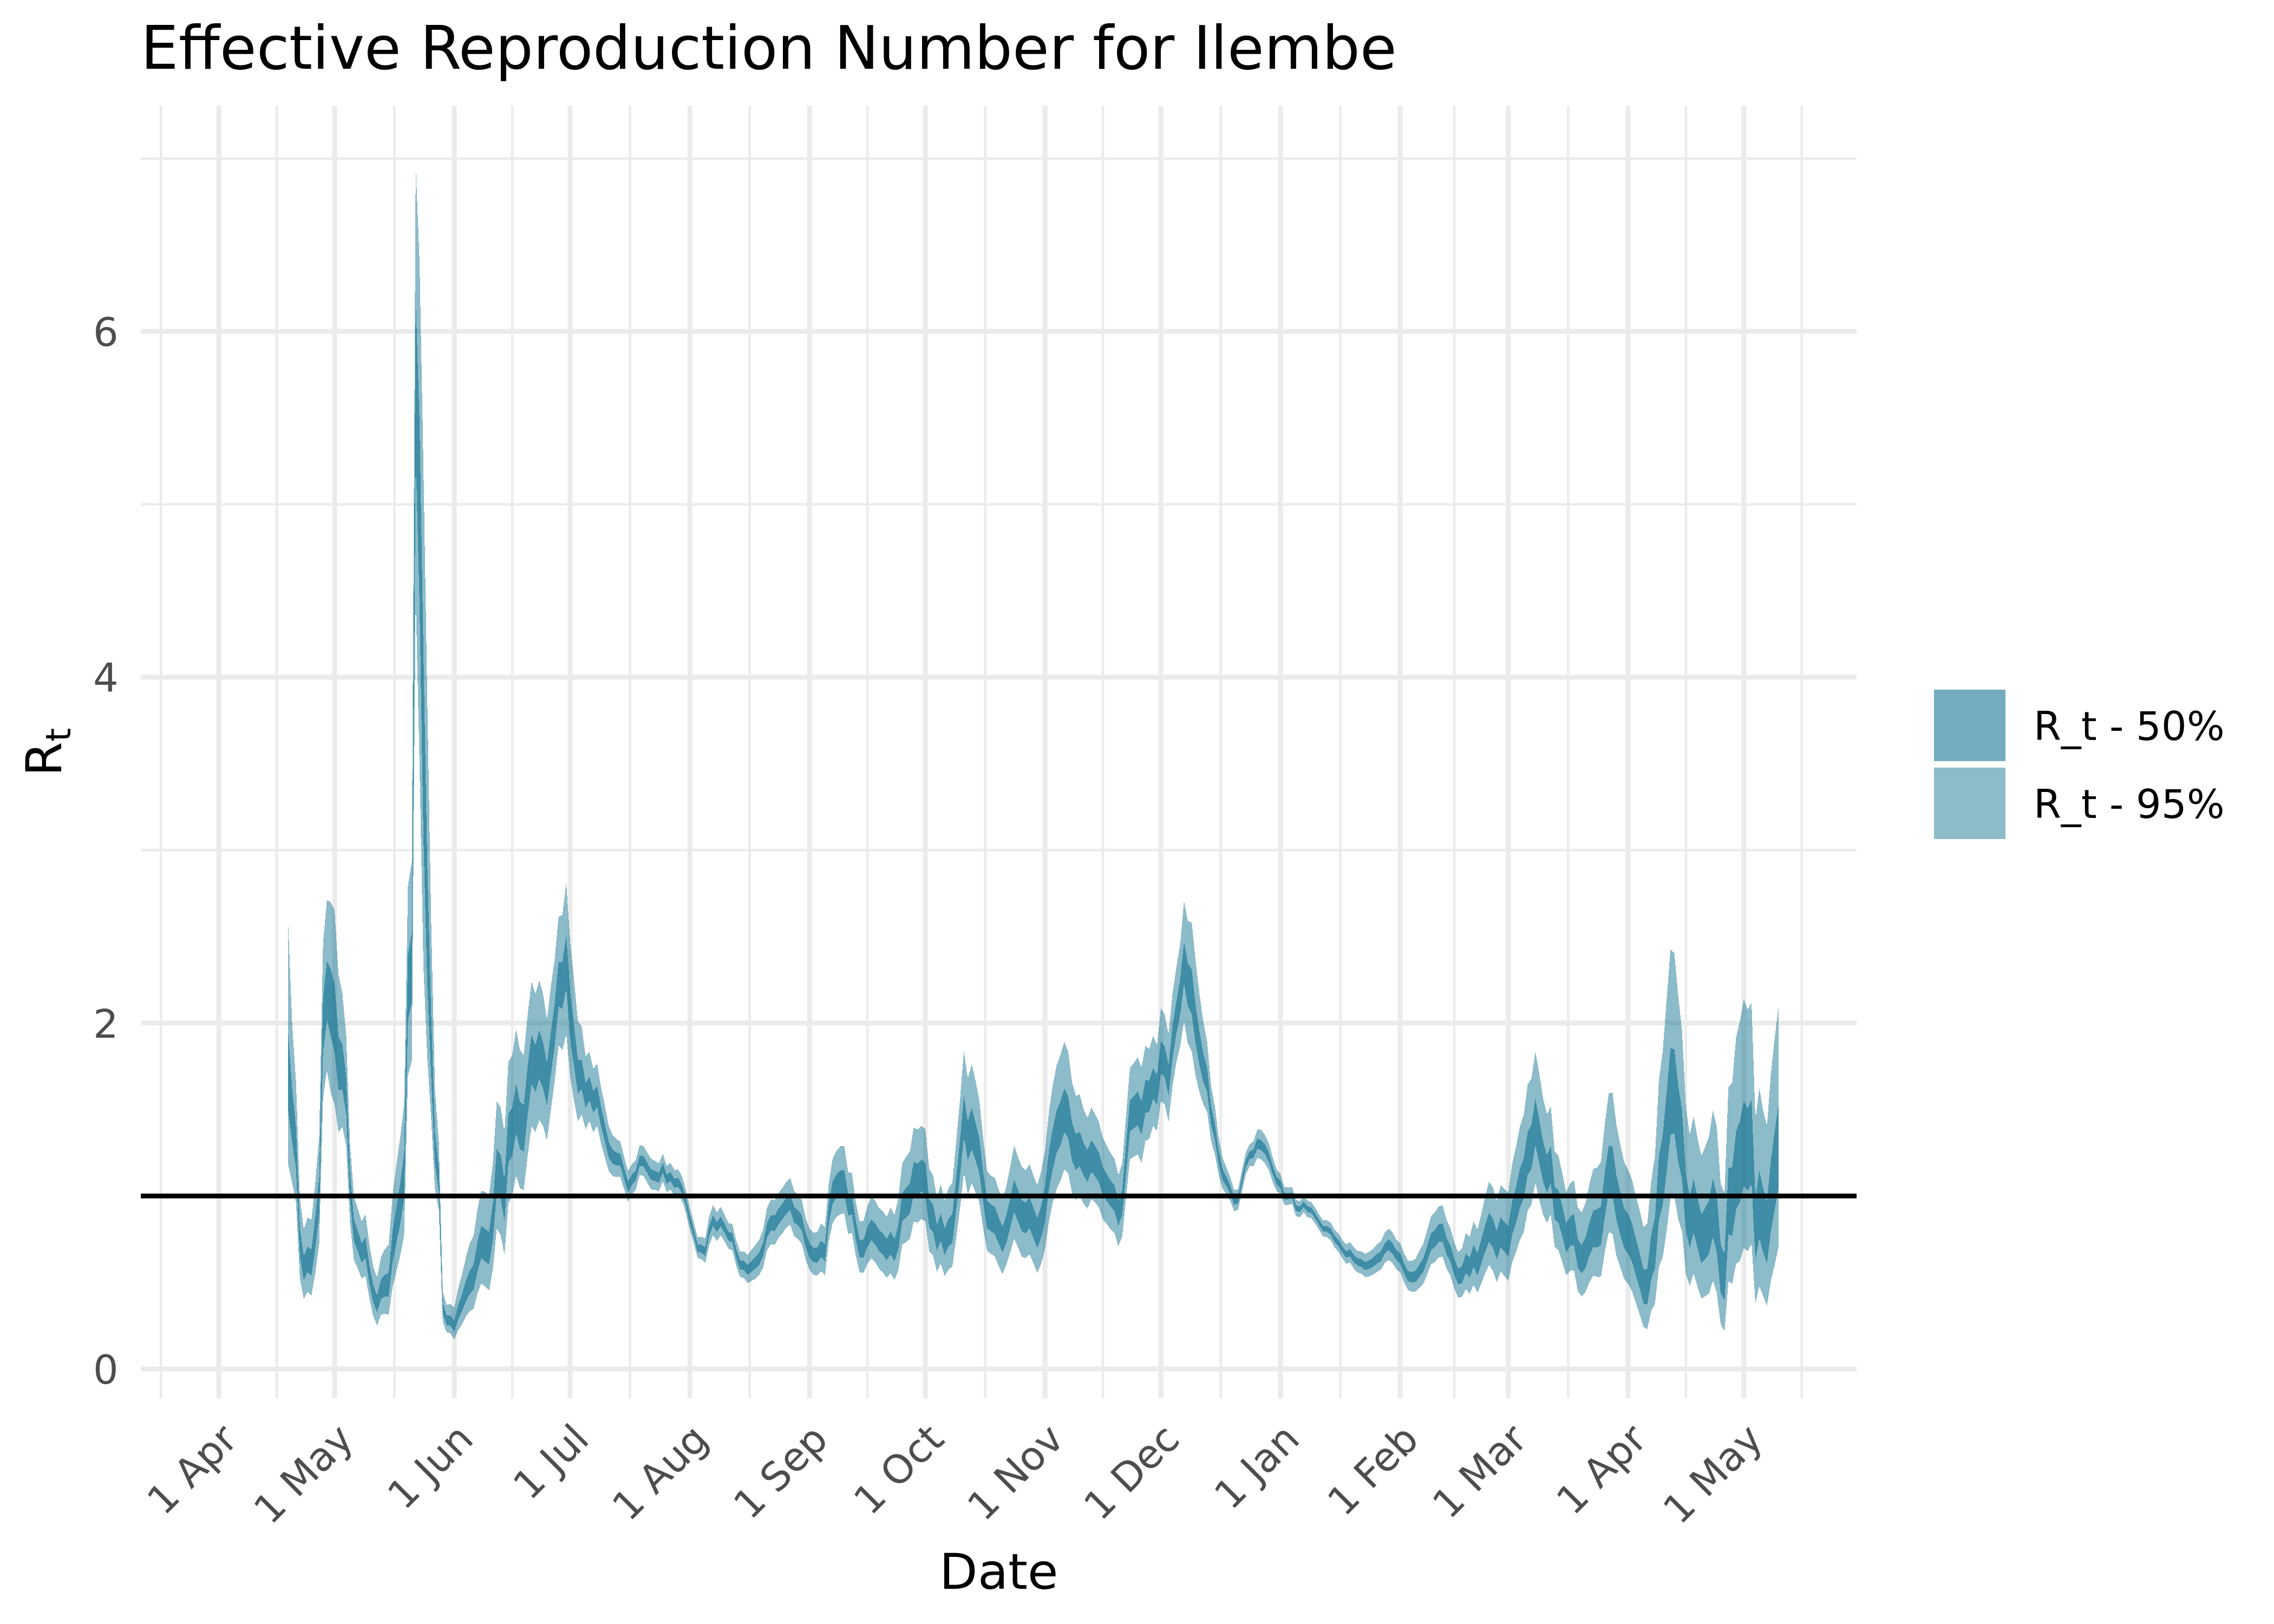 Effective Reproduction Number for Ilembe
R_t
6
4
2
0
1 Apr
1 May
1 Jun
1 Jul
1 Aug
1 Sep
1 Oct
1 Nov
1 Dec
1 Jan
1 Feb
1 Mar
1 Apr
1 May
Date
R_t - 50%
R_t - 95%